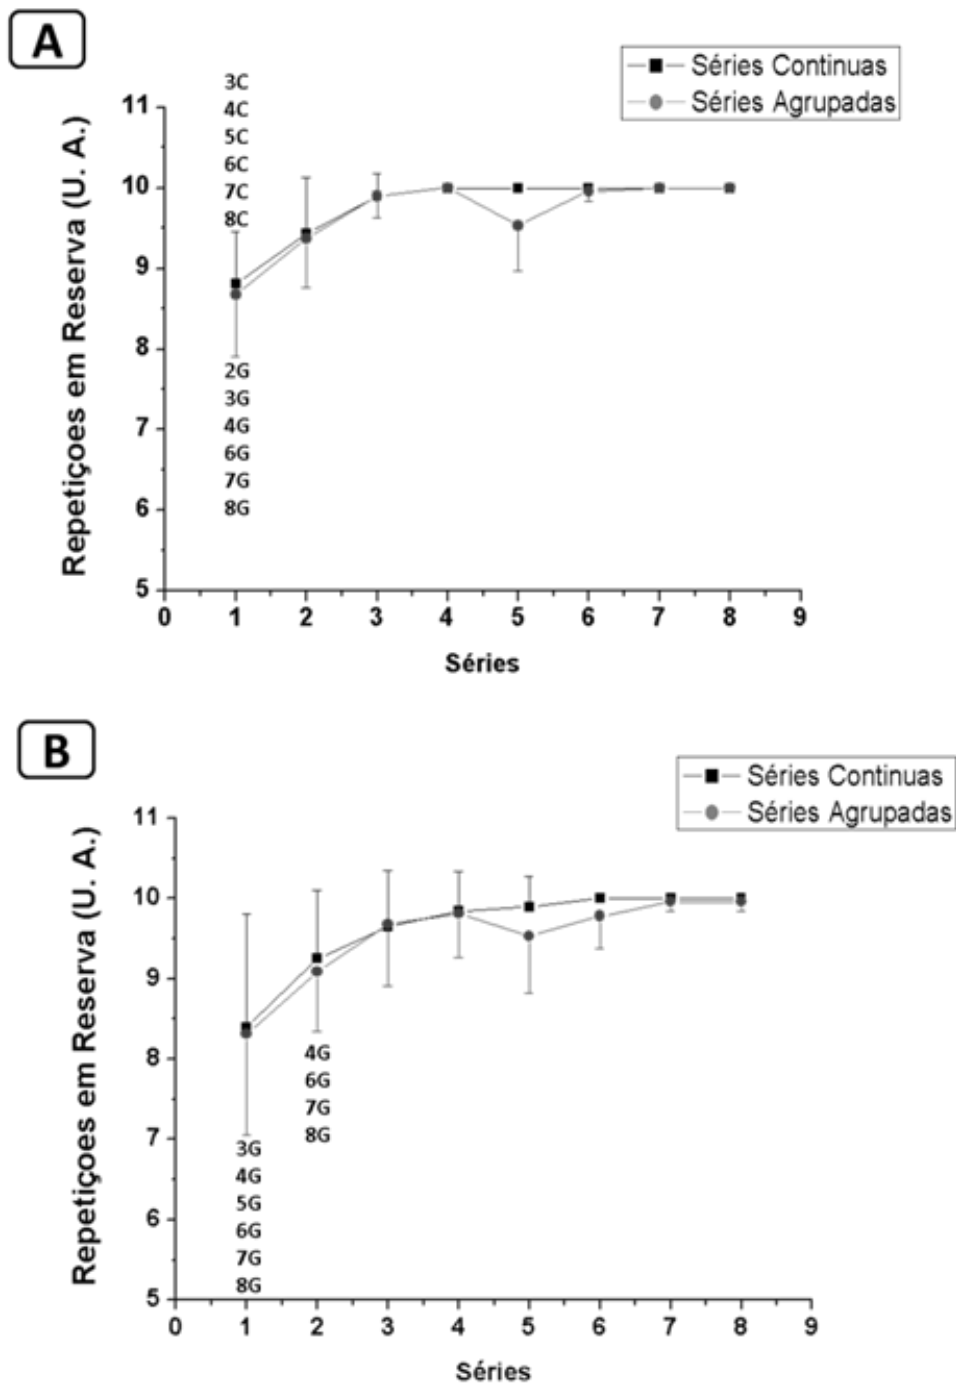 A
Séries Continuas
Séries Agrupadas
3C
4C
5C
6C
7C
8C
Repetiçoes em Reserva (U. A.)
11
10
9
8
7
6
5
2G
3G
4G
6G
7G
8G
0 1 2 3 4 5 6 7 8 9
Séries
B
Séries Continuas
Séries Agrupadas
Repetiçoes em Reserva (U. A.)
11
10
9
8
7
6
5
4G
6G
7G
8G
3G
4G
5G
6G
7G
8G
0 1 2 3 4 5 6 7 8 9
Séries